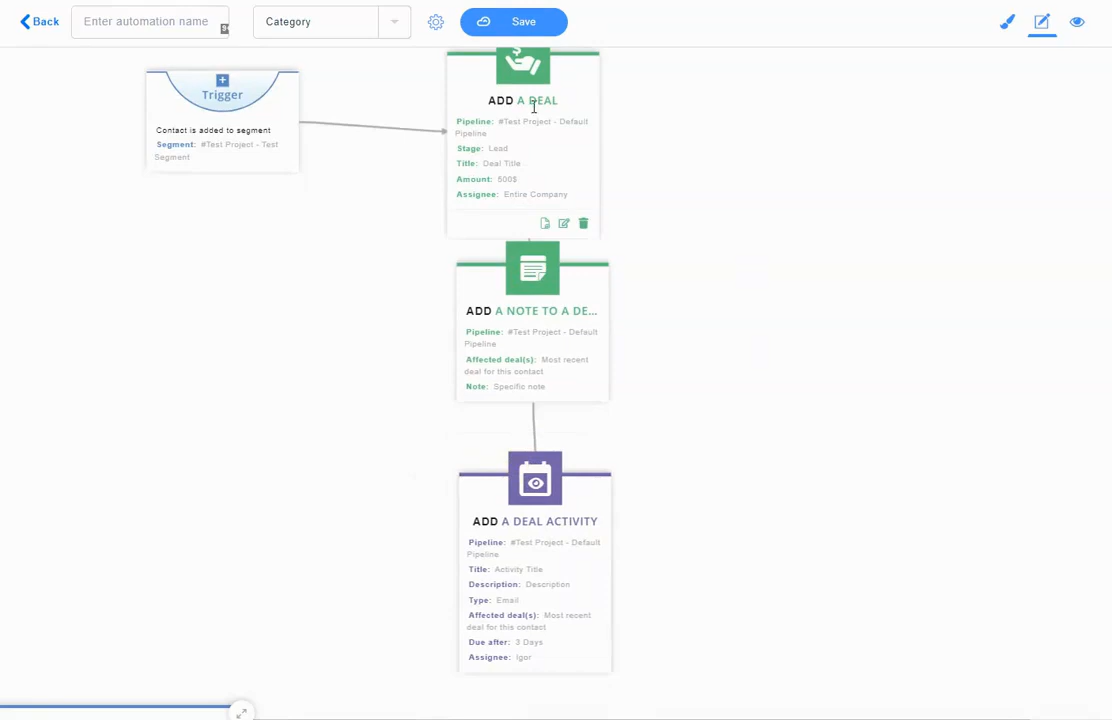 Back
Enter automation name
Category
Save
Trigger
Contact is added to segment
Segment: #Test Project - Test
Segment
ADD A DEAL
Pipeline: #Test Project - Default
Pipeline
Stage: Lead
Title: Deal Title
Amount: 500$
Assignee: Entire Company
ADD A NOTE TO A DE...
Pipeline: #Test Project - Default
Pipeline
Affected deal(s): Most recent
deal for this contact
Note: Specific note
ADD A DEAL ACTIVITY
Pipeline: #Test Project - Default
Pipeline
Title: Activity Title
Description: Description
Type: Email
Affected deal(s): Most recent
deal for this contact
Due after: 3 Days
Assignee: Igor